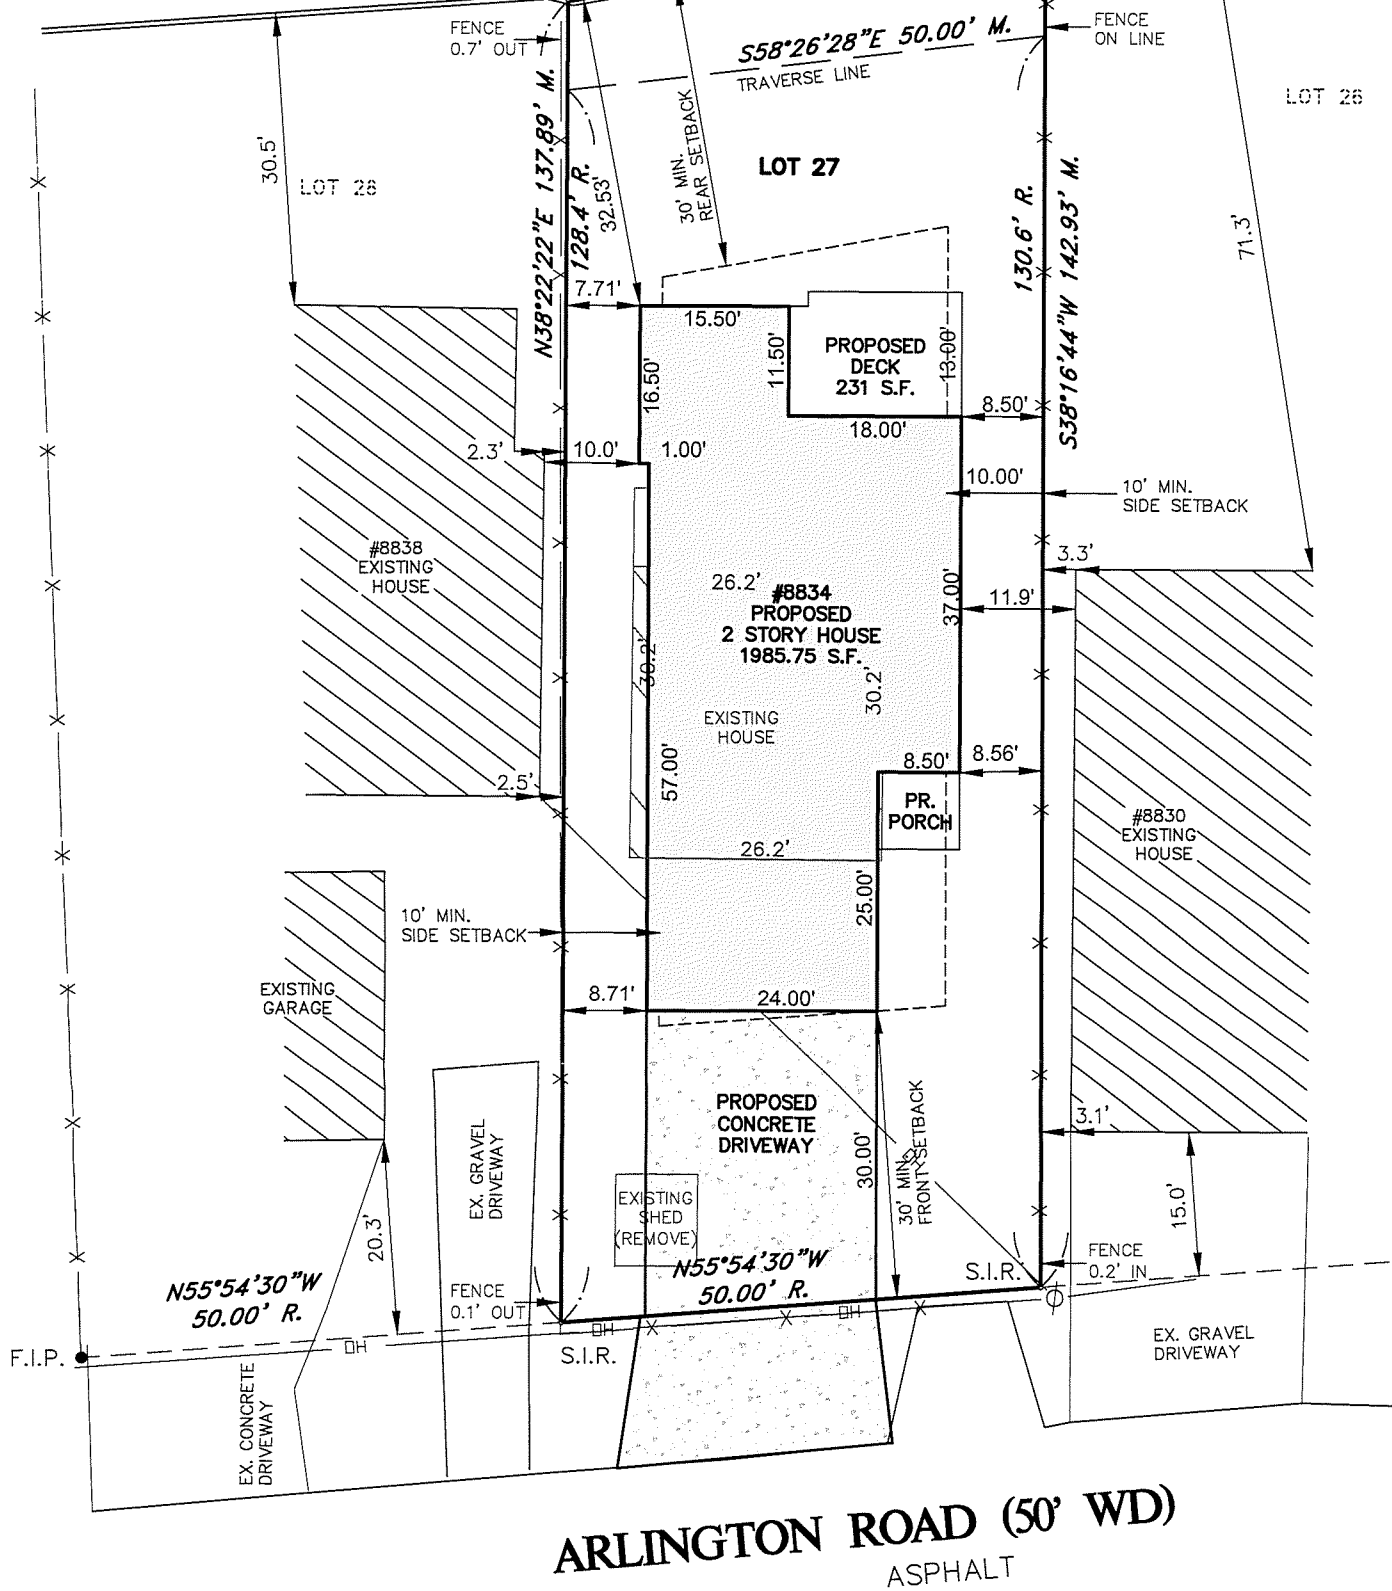 FENCE
0.7' OUT
S58°26'28"E 50.00' M.
TRAVERSE LINE
FENCE
ON LINE
LOT 26
30.5'
LOT 28
N38°22'22"E 137.89' M.
128.4' R.
32.53'
30' MIN.
REAR SETBACK
LOT 27
130.6' R.
S38°16'44"W 142.93' M.
71.3'
7.71'
15.50'
11.50'
16.50'
PROPOSED
DECK
231 S.F.
13.00'
8.50'
18.00'
2.3'
10.0'
1.00'
10.00'
10' MIN.
SIDE SETBACK
#8838
EXISTING
HOUSE
26.2'
#8834
PROPOSED
2 STORY HOUSE
1985.75 S.F.
37.00'
3.3'
11.9'
30.2'
30.2'
EXISTING
HOUSE
57.00'
8.50'
8.56'
2.5'
PR.
PORCH
#8830
EXISTING
HOUSE
26.2'
25.00'
10' MIN.
SIDE SETBACK
EXISTING
GARAGE
8.71'
24.00'
PROPOSED
CONCRETE
DRIVEWAY
30.00'
30' MIN.
FRONT SETBACK
3.1'
EX. GRAVEL
DRIVEWAY
EXISTING
SHED
(REMOVE)
15.0'
20.3'
N55°54'30"W
50.00' R.
FENCE
0.1' OUT
N55°54'30"W
50.00' R.
S.I.R.
FENCE
0.2' IN
F.I.P.
OH
OH
OH
S.I.R.
EX. CONCRETE
DRIVEWAY
EX. GRAVEL
DRIVEWAY
ARLINGTON ROAD (50' WD)
ASPHALT